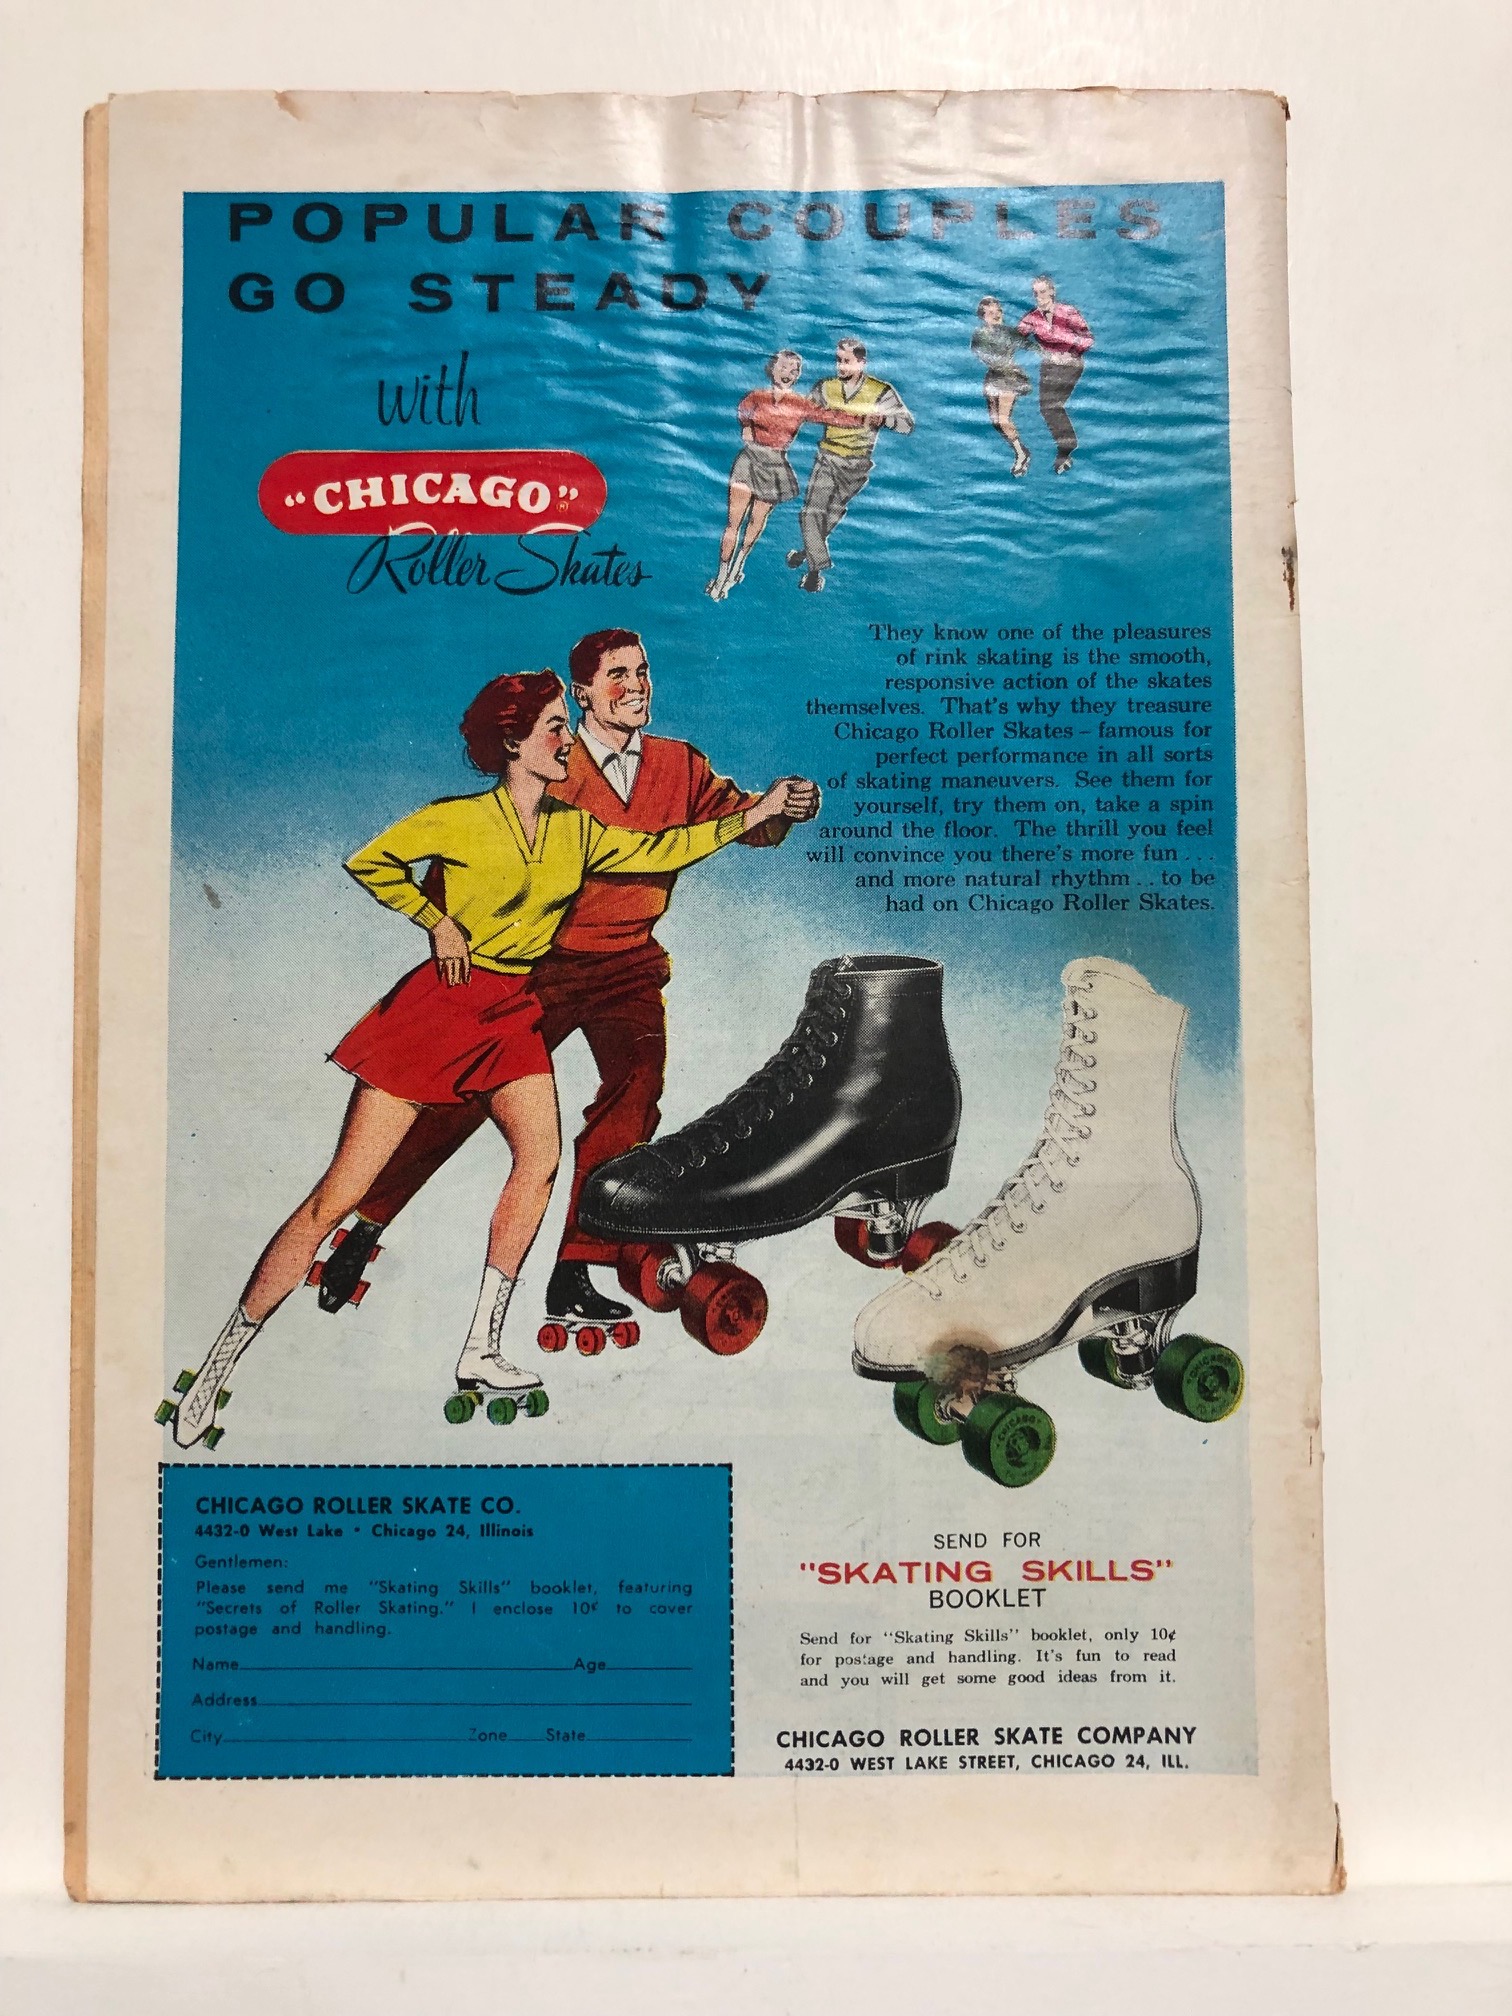 POPULAR COUPLES
GO STEADY
with
"CHICAGO"®
Roller Skates
They know one of the pleasures
of rink skating is the smooth,
responsive action of the skates
themselves. That's why they treasure
Chicago Roller Skates – famous for
perfect performance in all sorts
of skating maneuvers. See them for
yourself, try them on, take a spin
around the floor. The thrill you feel
will convince you there's more fun . . .
and more natural rhythm . . to be
had on Chicago Roller Skates.
"CHICAGO"
"CHICAGO"
CHICAGO ROLLER SKATE CO.
4432-0 West Lake • Chicago 24, Illinois
Gentlemen:
Please send me "Skating Skills" booklet, featuring
"Secrets of Roller Skating." I enclose 10¢ to cover
postage and handling.
Name Age
Address
City Zone State
SEND FOR
"SKATING SKILLS"
BOOKLET
Send for "Skating Skills" booklet, only 10¢
for postage and handling. It's fun to read
and you will get some good ideas from it.
CHICAGO ROLLER SKATE COMPANY
4432-0 WEST LAKE STREET, CHICAGO 24, ILL.